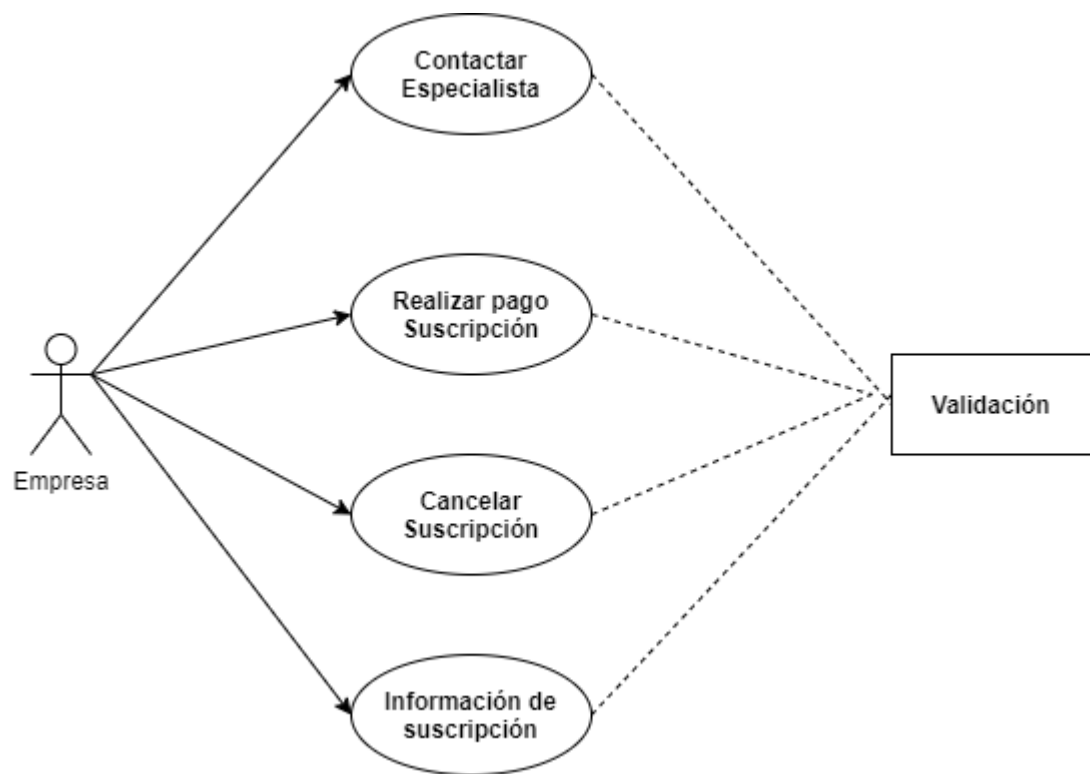 Contactar
Especialista
Realizar pago
Suscripción
Empresa
Validación
Cancelar
Suscripción
Información de
suscripción